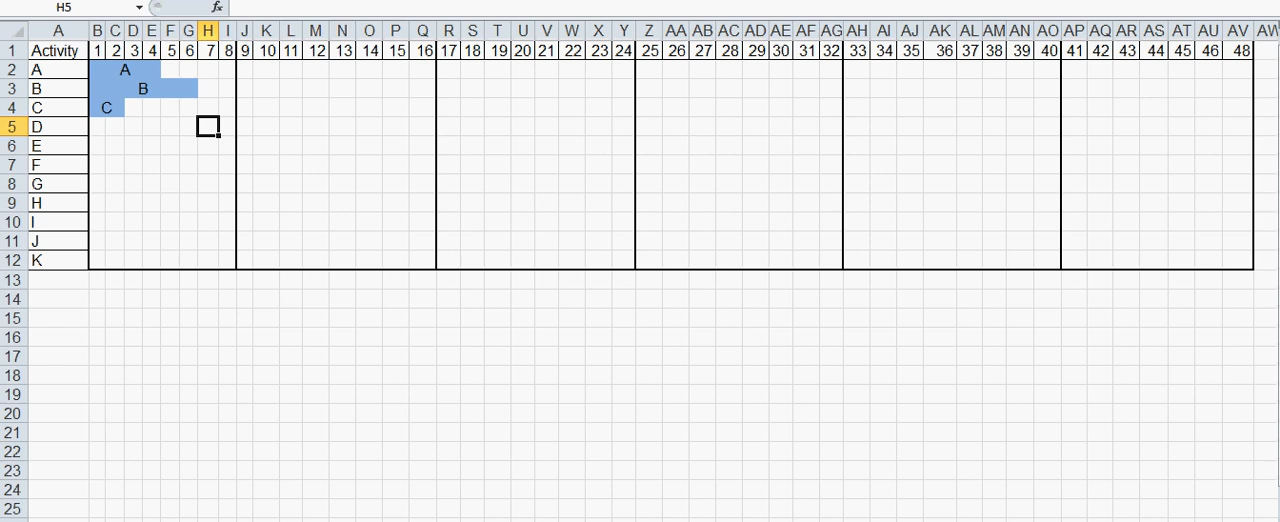 H5 fx
A B C D E F G H I J K L M N O P Q R S T U V W X Y Z AA AB AC AD AE AF AG AH AI AJ AK AL AM AN AO AP AQ AR AS AT AU AV AW
1 Activity 1 2 3 4 5 6 7 8 9 10 11 12 13 14 15 16 17 18 19 20 21 22 23 24 25 26 27 28 29 30 31 32 33 34 35 36 37 38 39 40 41 42 43 44 45 46 47 48
2 A A
3 B B
4 C C
5 D
6 E
7 F
8 G
9 H
10 I
11 J
12 K
13
14
15
16
17
18
19
20
21
22
23
24
25